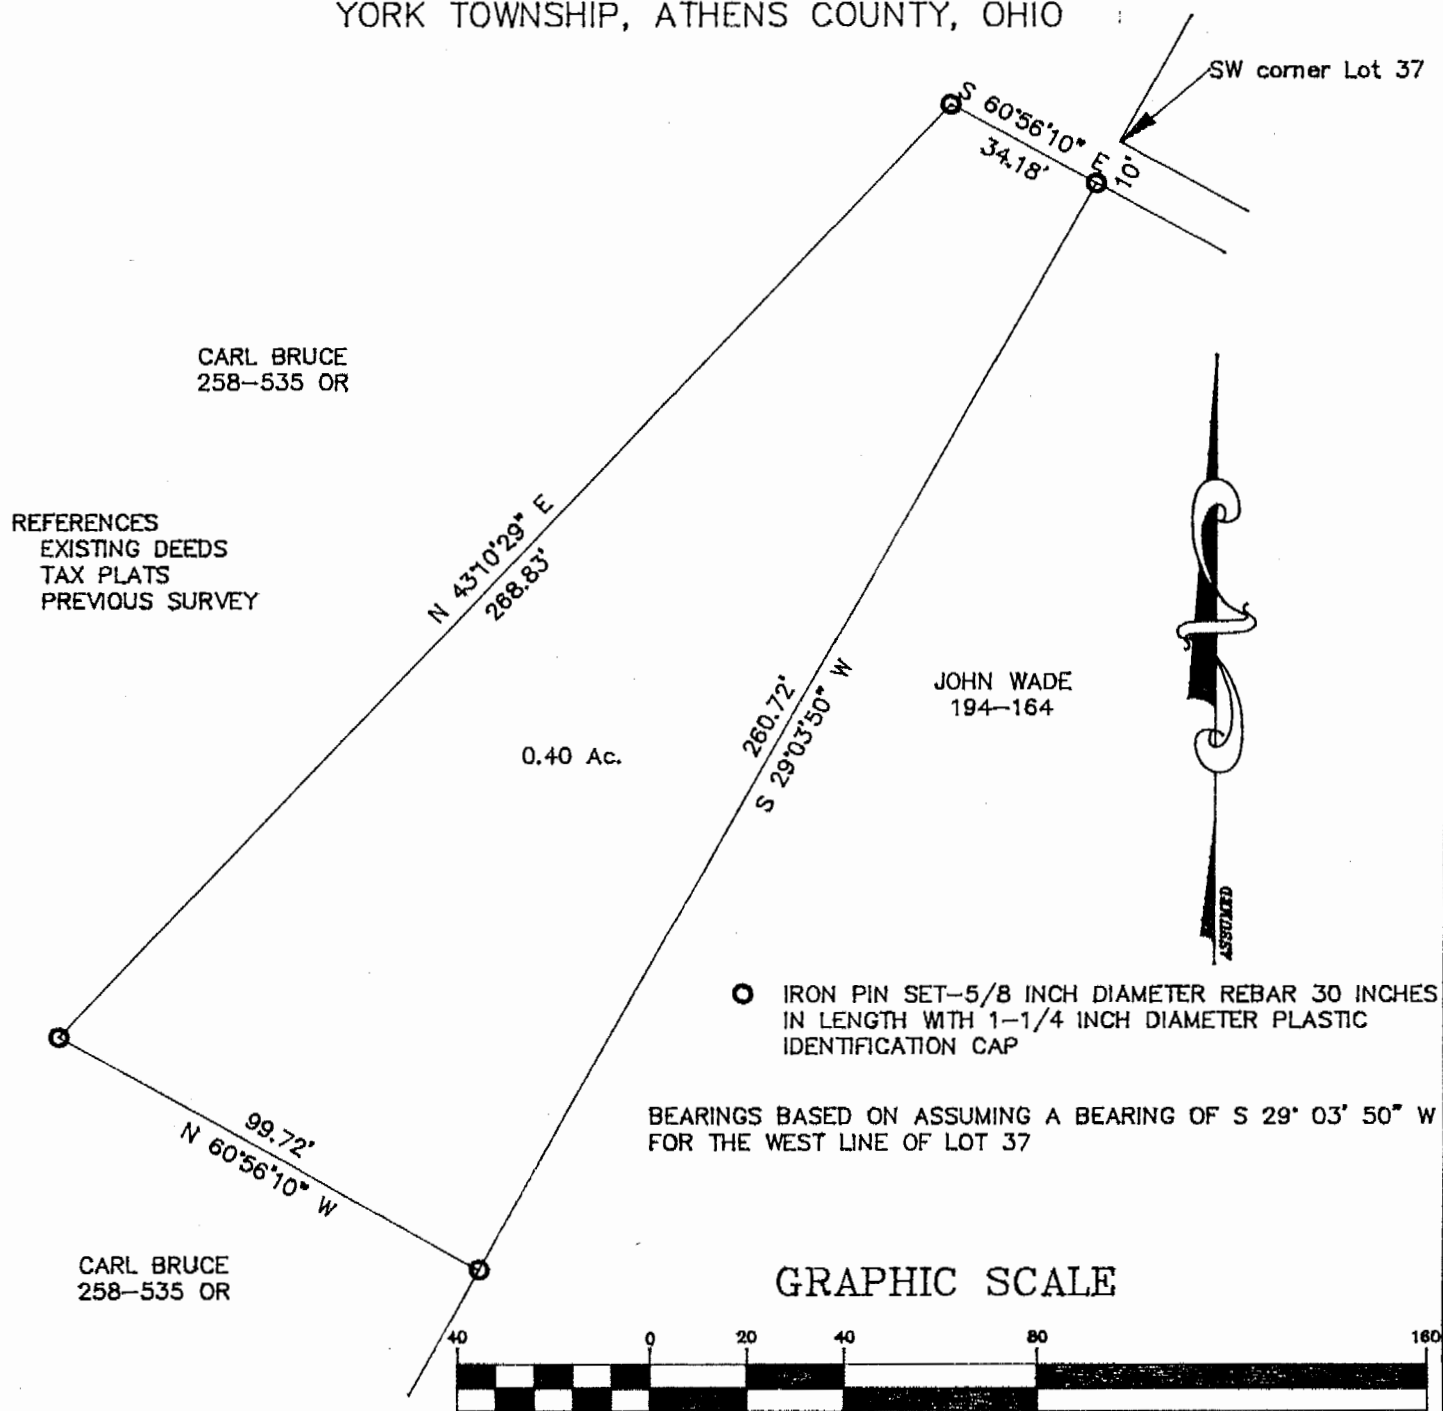 YORK TOWNSHIP, ATHENS COUNTY, OHIO
SW corner Lot 37
S 60°56'10" E
34.18'
10'
CARL BRUCE
258-535 OR
REFERENCES
EXISTING DEEDS
TAX PLATS
PREVIOUS SURVEY
N 43°10'29" E
268.83'
260.72'
S 29°03'50" W
JOHN WADE
194-164
0.40 Ac.
ASSUMED
IRON PIN SET-5/8 INCH DIAMETER REBAR 30 INCHES
IN LENGTH WITH 1-1/4 INCH DIAMETER PLASTIC
IDENTIFICATION CAP
BEARINGS BASED ON ASSUMING A BEARING OF S 29° 03' 50" W
FOR THE WEST LINE OF LOT 37
99.72'
N 60°56'10" W
CARL BRUCE
258-535 OR
GRAPHIC SCALE
40 0 20 40 80 160